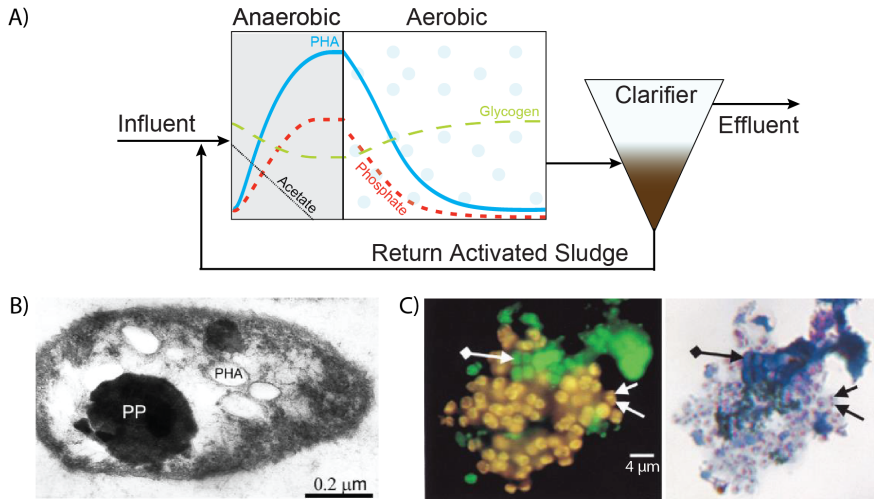 A)
Anaerobic
Aerobic
PHA
Glycogen
Influent
Acetate
Phosphate
Clarifier
Effluent
Return Activated Sludge
B)
PHA
PP
0.2 µm
C)
4 µm